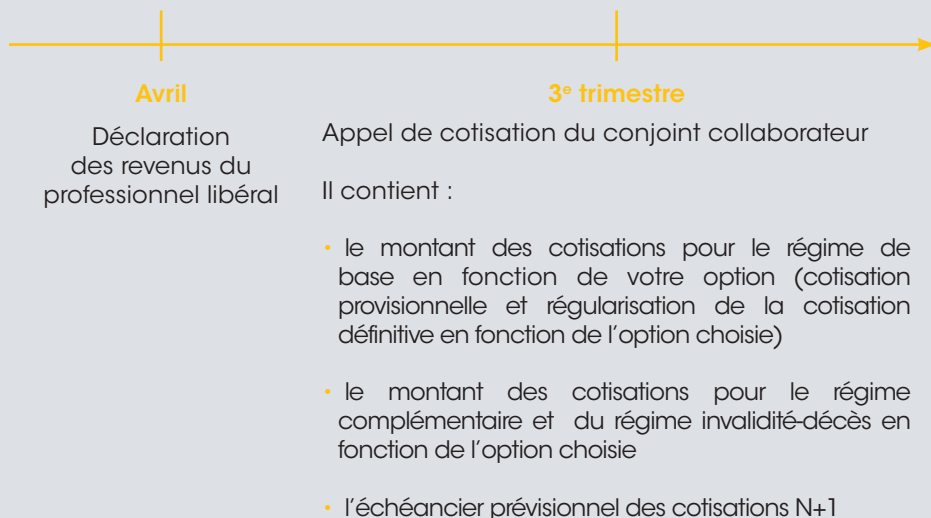 Avril
Déclaration
des revenus du
professionnel libéral
3e trimestre
Appel de cotisation du conjoint collaborateur
Il contient :
• le montant des cotisations pour le régime de
base en fonction de votre option (cotisation
provisionnelle et régularisation de la cotisation
définitive en fonction de l'option choisie)
• le montant des cotisations pour le régime
complémentaire et du régime invalidité-décès en
fonction de l'option choisie
• l'échéancier prévisionnel des cotisations N+1